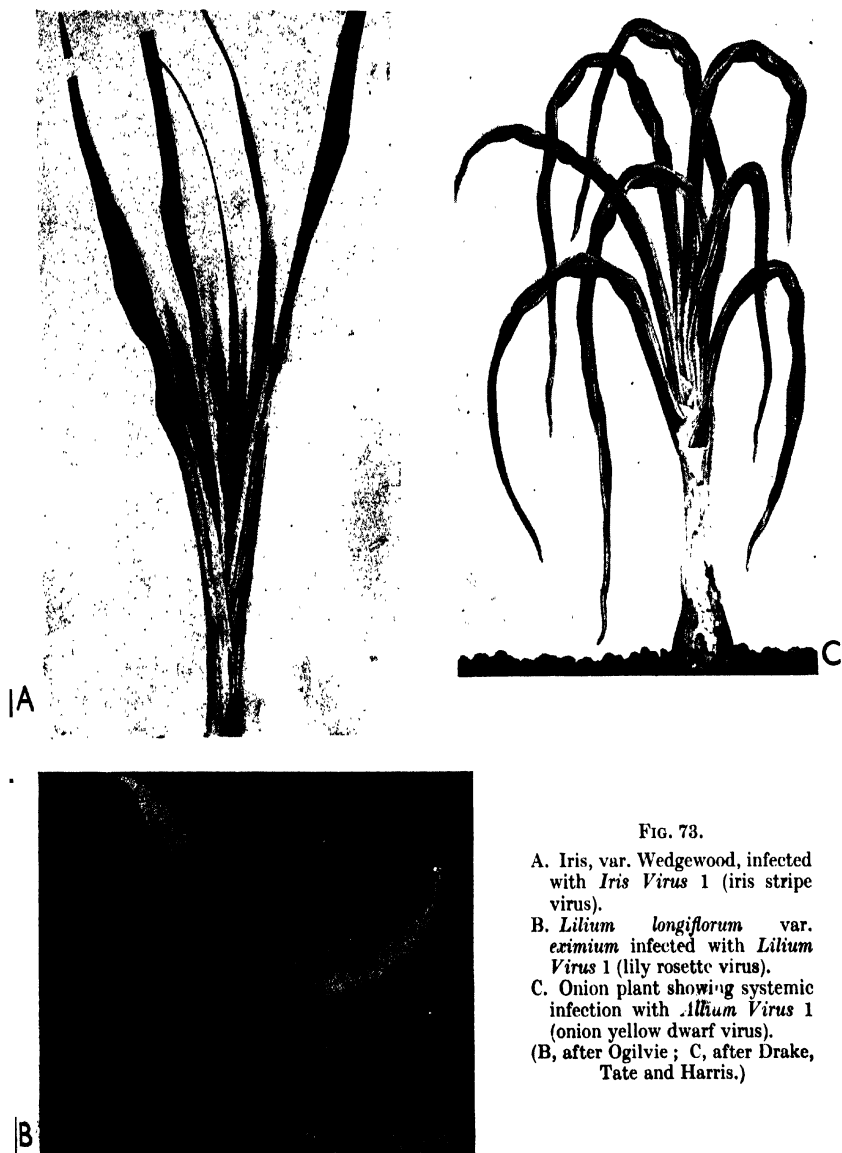 A
C
B
FIG. 73.
A. Iris, var. Wedgewood, infected
with Iris Virus 1 (iris stripe
virus).
B. Lilium longiflorum var.
eximium infected with Lilium
Virus 1 (lily rosette virus).
C. Onion plant showing systemic
infection with Allium Virus 1
(onion yellow dwarf virus).
(B, after Ogilvie ; C, after Drake,
Tate and Harris.)